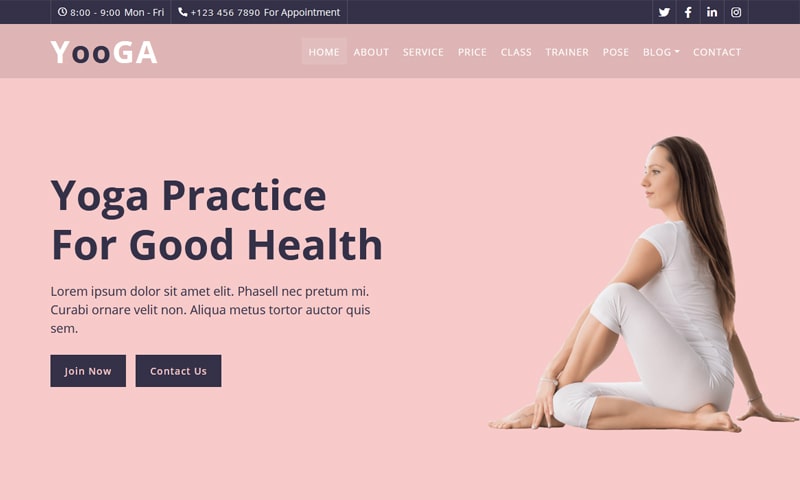 8:00 - 9:00 Mon - Fri +123 456 7890 For Appointment
YooGA HOME ABOUT SERVICE PRICE CLASS TRAINER POSE BLOG CONTACT
Yoga Practice
For Good Health
Lorem ipsum dolor sit amet elit. Phasell nec pretum mi.
Curabi ornare velit non. Aliqua metus tortor auctor quis
sem.
Join Now Contact Us